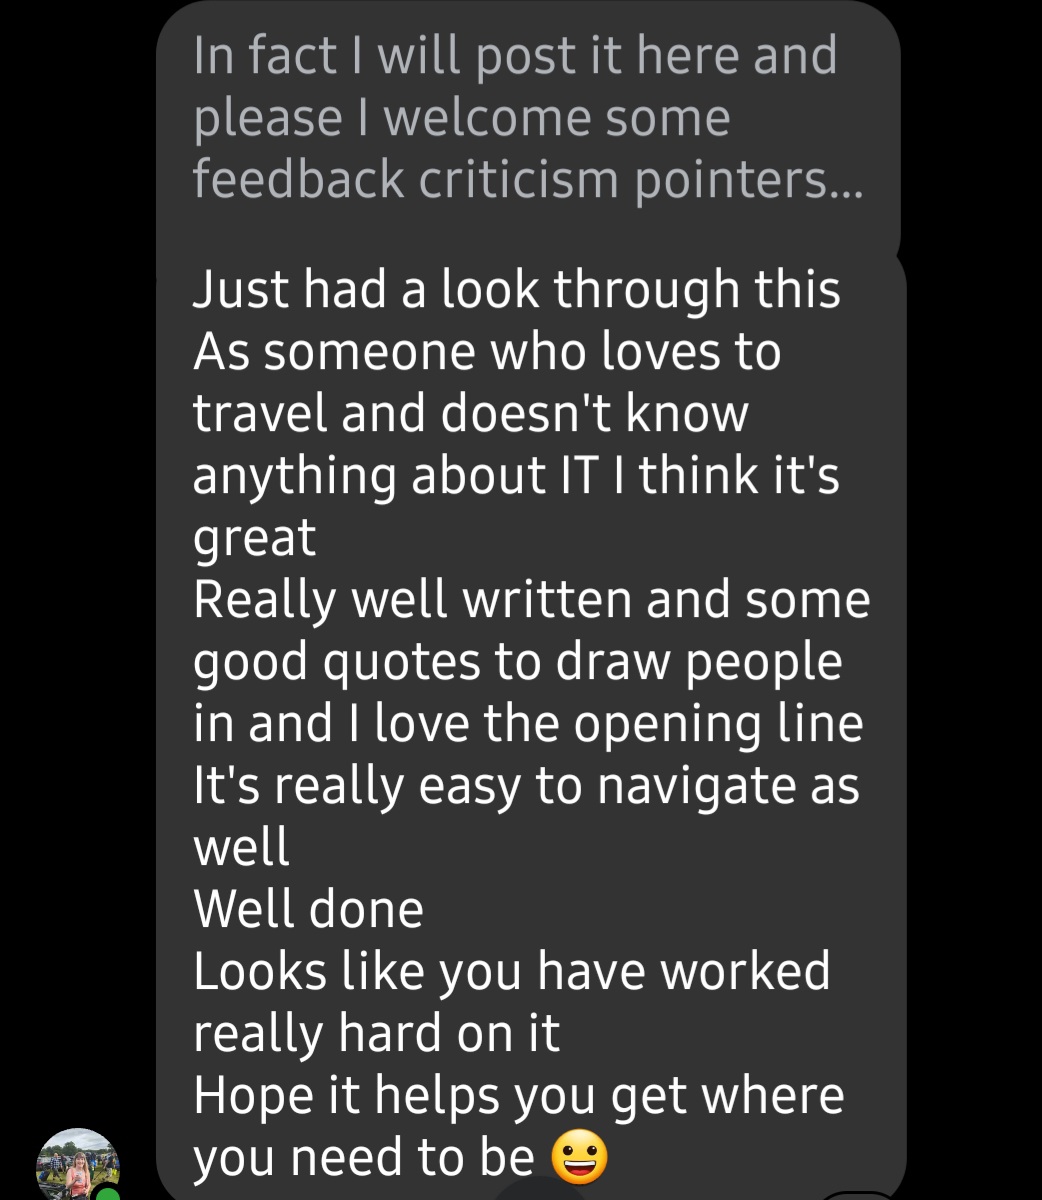 In fact I will post it here and
please I welcome some
feedback criticism pointers...
Just had a look through this
As someone who loves to
travel and doesn't know
anything about IT I think it's
great
Really well written and some
good quotes to draw people
in and I love the opening line
It's really easy to navigate as
well
Well done
Looks like you have worked
really hard on it
Hope it helps you get where
you need to be 😀